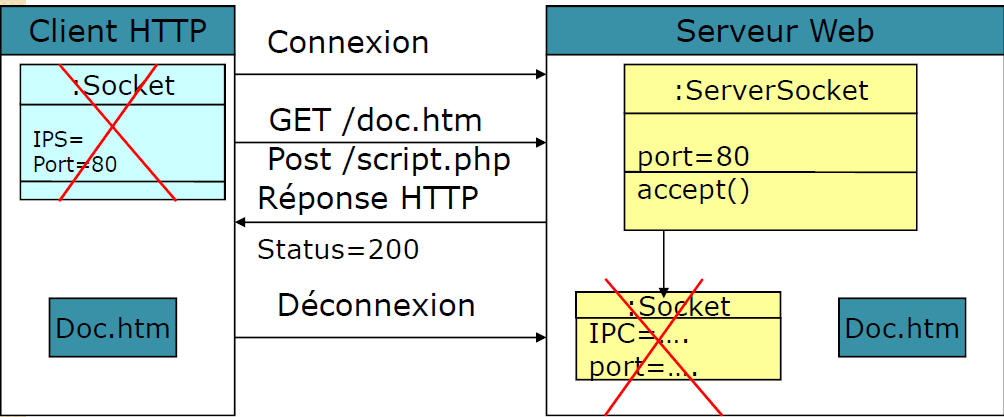 Client HTTP
:Socket
IPS=
Port=80
Doc.htm
Connexion
GET /doc.htm
Post /script.php
Réponse HTTP
Status=200
Déconnexion
Serveur Web
:ServerSocket
port=80
accept()
:Socket
IPC=....
port=....
Doc.htm